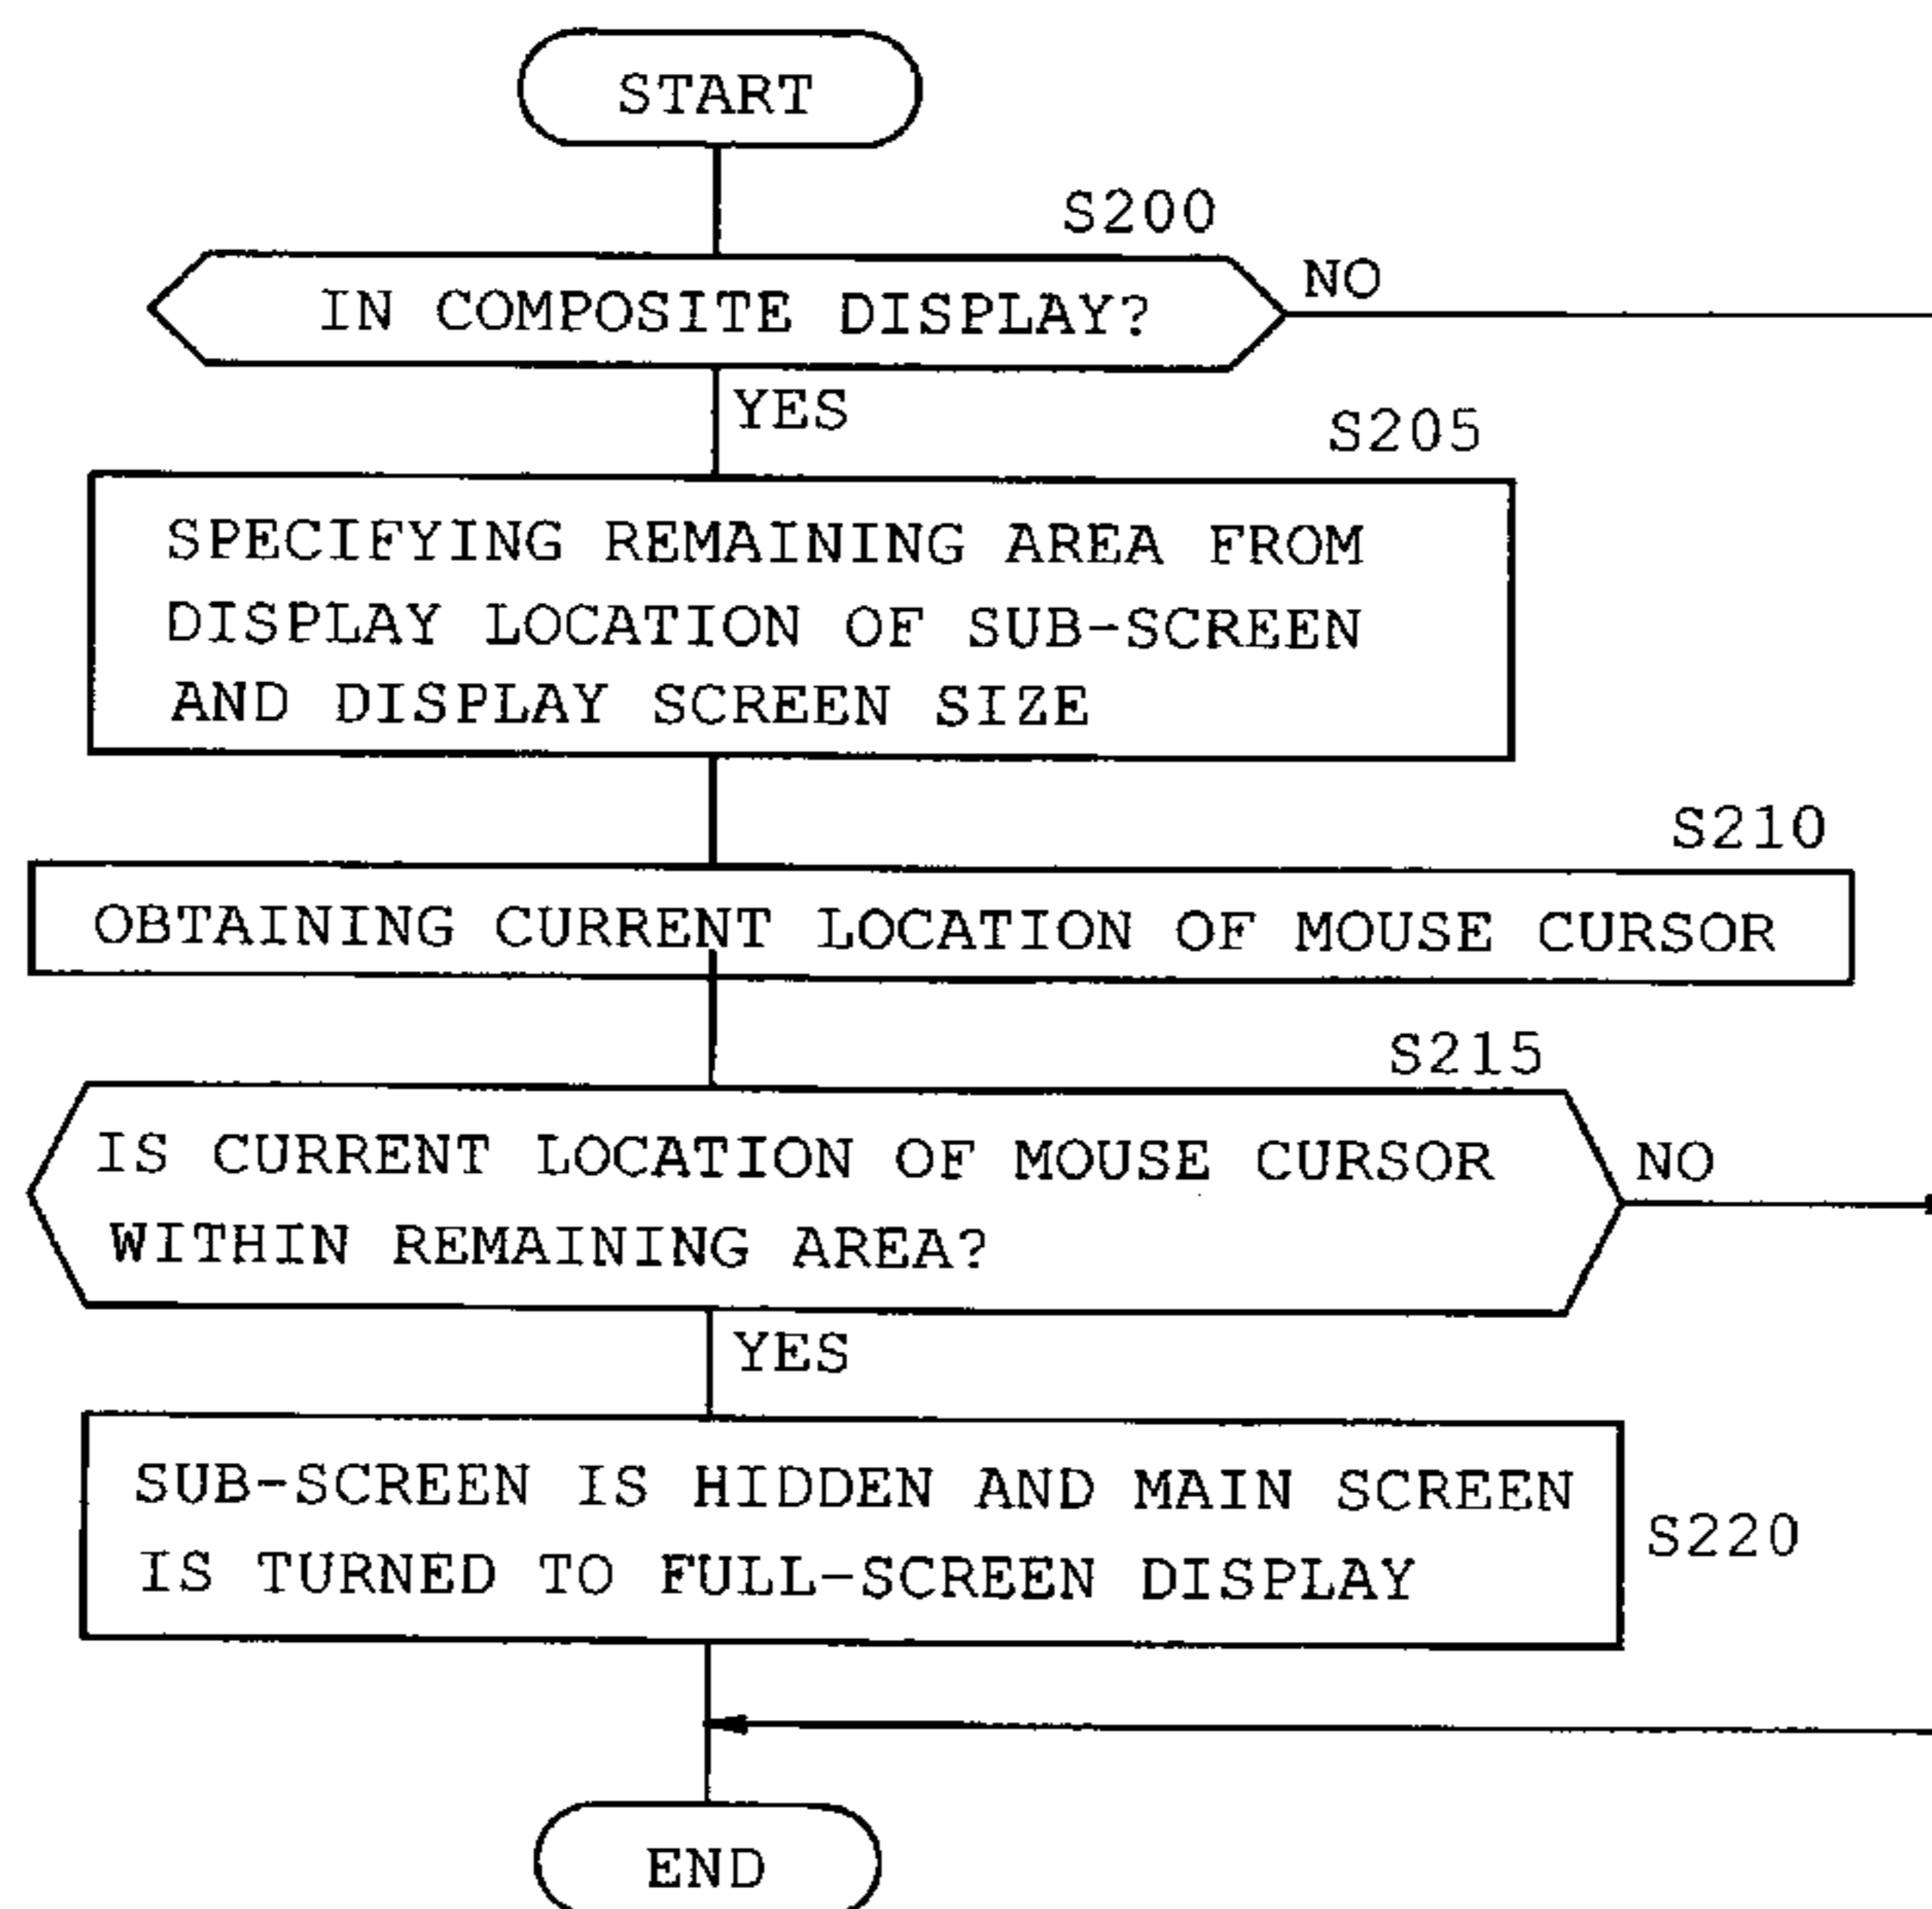 START
S200
IN COMPOSITE DISPLAY?
NO
YES
S205
SPECIFYING REMAINING AREA FROM
DISPLAY LOCATION OF SUB-SCREEN
AND DISPLAY SCREEN SIZE
S210
OBTAINING CURRENT LOCATION OF MOUSE CURSOR
S215
IS CURRENT LOCATION OF MOUSE CURSOR
WITHIN REMAINING AREA?
NO
YES
SUB-SCREEN IS HIDDEN AND MAIN SCREEN
IS TURNED TO FULL-SCREEN DISPLAY
S220
END